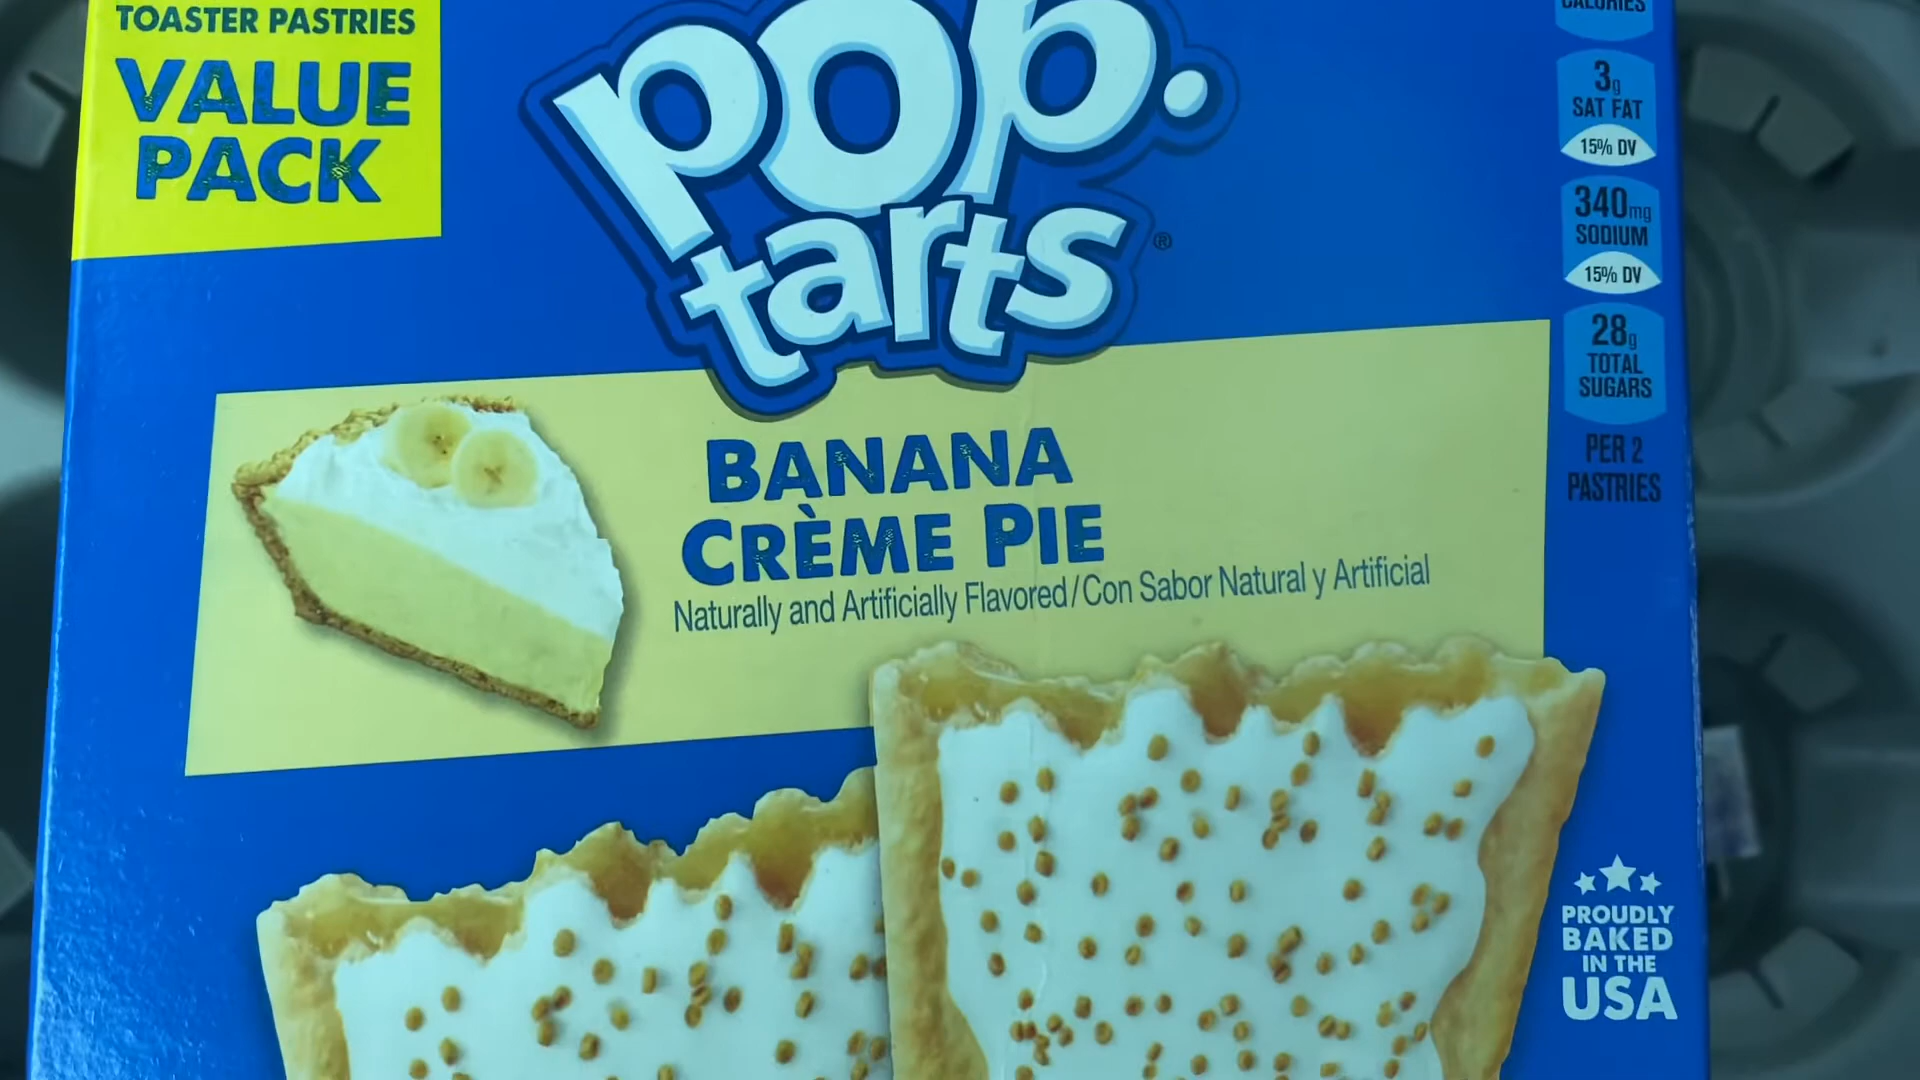 TOASTER PASTRIES
VALUE
PACK
pop.
tarts®
BANANA
CRÈME PIE
Naturally and Artificially Flavored/Con Sabor Natural y Artificial
CALORIES
3g
SAT FAT
15% DV
340mg
SODIUM
15% DV
28g
TOTAL
SUGARS
PER 2
PASTRIES
PROUDLY
BAKED
IN THE
USA